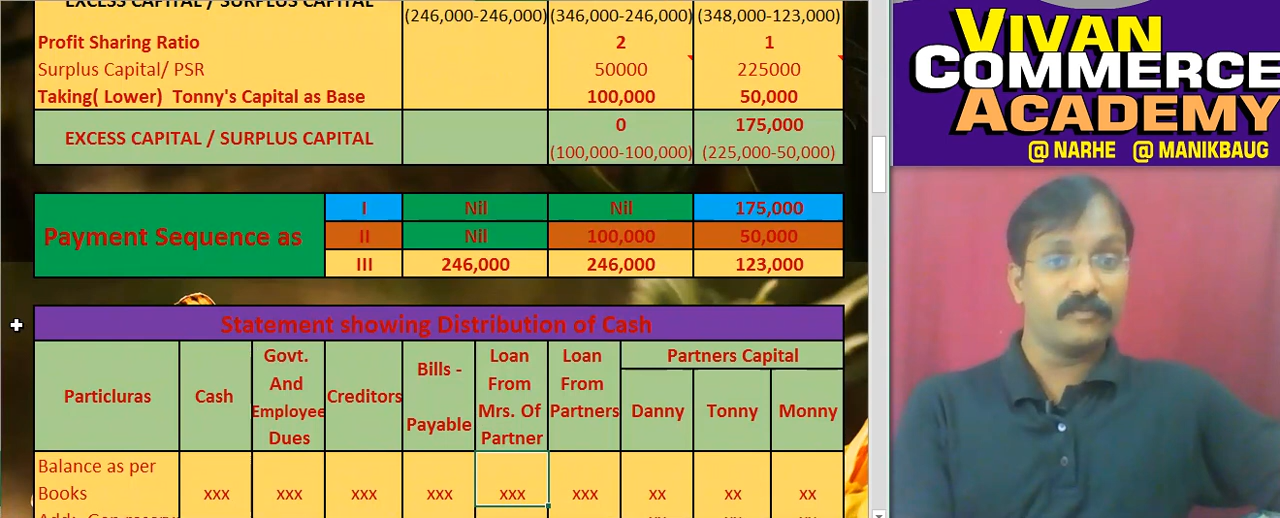 EXCESS CAPITAL / SURPLUS CAPITAL
(246,000-246,000) (346,000-246,000) (348,000-123,000)
Profit Sharing Ratio 2 1
Surplus Capital/ PSR 50000 225000
Taking( Lower) Tonny's Capital as Base 100,000 50,000
EXCESS CAPITAL / SURPLUS CAPITAL 0 175,000
(100,000-100,000) (225,000-50,000)
Payment Sequence as
I Nil Nil 175,000
II Nil 100,000 50,000
III 246,000 246,000 123,000
Statement showing Distribution of Cash
Particluras
Cash
Govt.
And
Employee
Dues
Creditors
Bills -
Payable
Loan
From
Mrs. Of
Partner
Loan
From
Partners
Partners Capital
Danny Tonny Monny
Balance as per
Books xxx xxx xxx xxx xxx xxx xx xx xx
VIVAN
COMMERCE
ACADEMY
@ NARHE @ MANIKBAUG